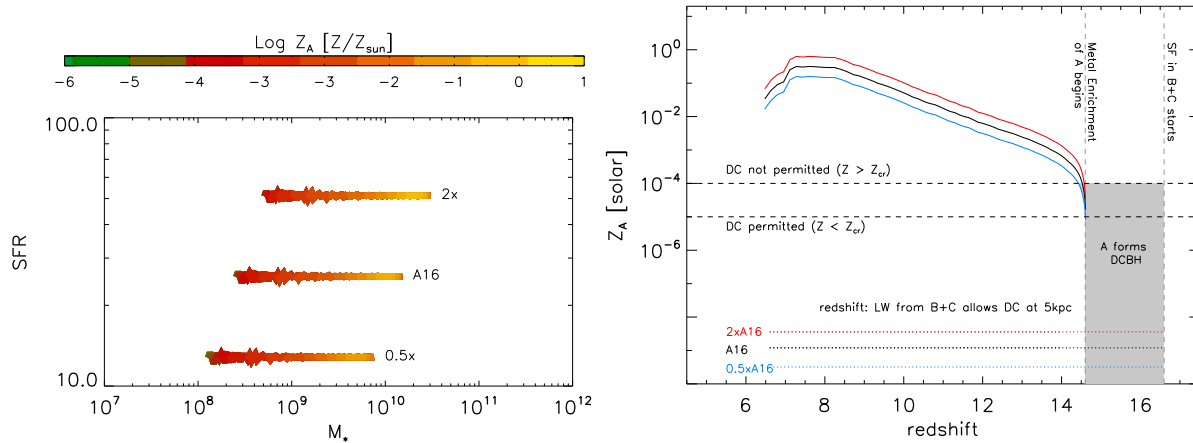 Log Z_A [Z/Z_sun]
-6 -5 -4 -3 -2 -1 0 1
100.0
10.0
SFR
2x
A16
0.5x
10^7 10^8 10^9 10^10 10^11 10^12
M_*
10^0
10^-2
10^-4
10^-6
Z_A [solar]
Metal Enrichment
of A begins
SF in B+C starts
DC not permitted (Z > Z_cr)
DC permitted (Z < Z_cr)
A forms
DCBH
redshift: LW from B+C allows DC at 5kpc
2xA16
A16
0.5xA16
6 8 10 12 14 16
redshift